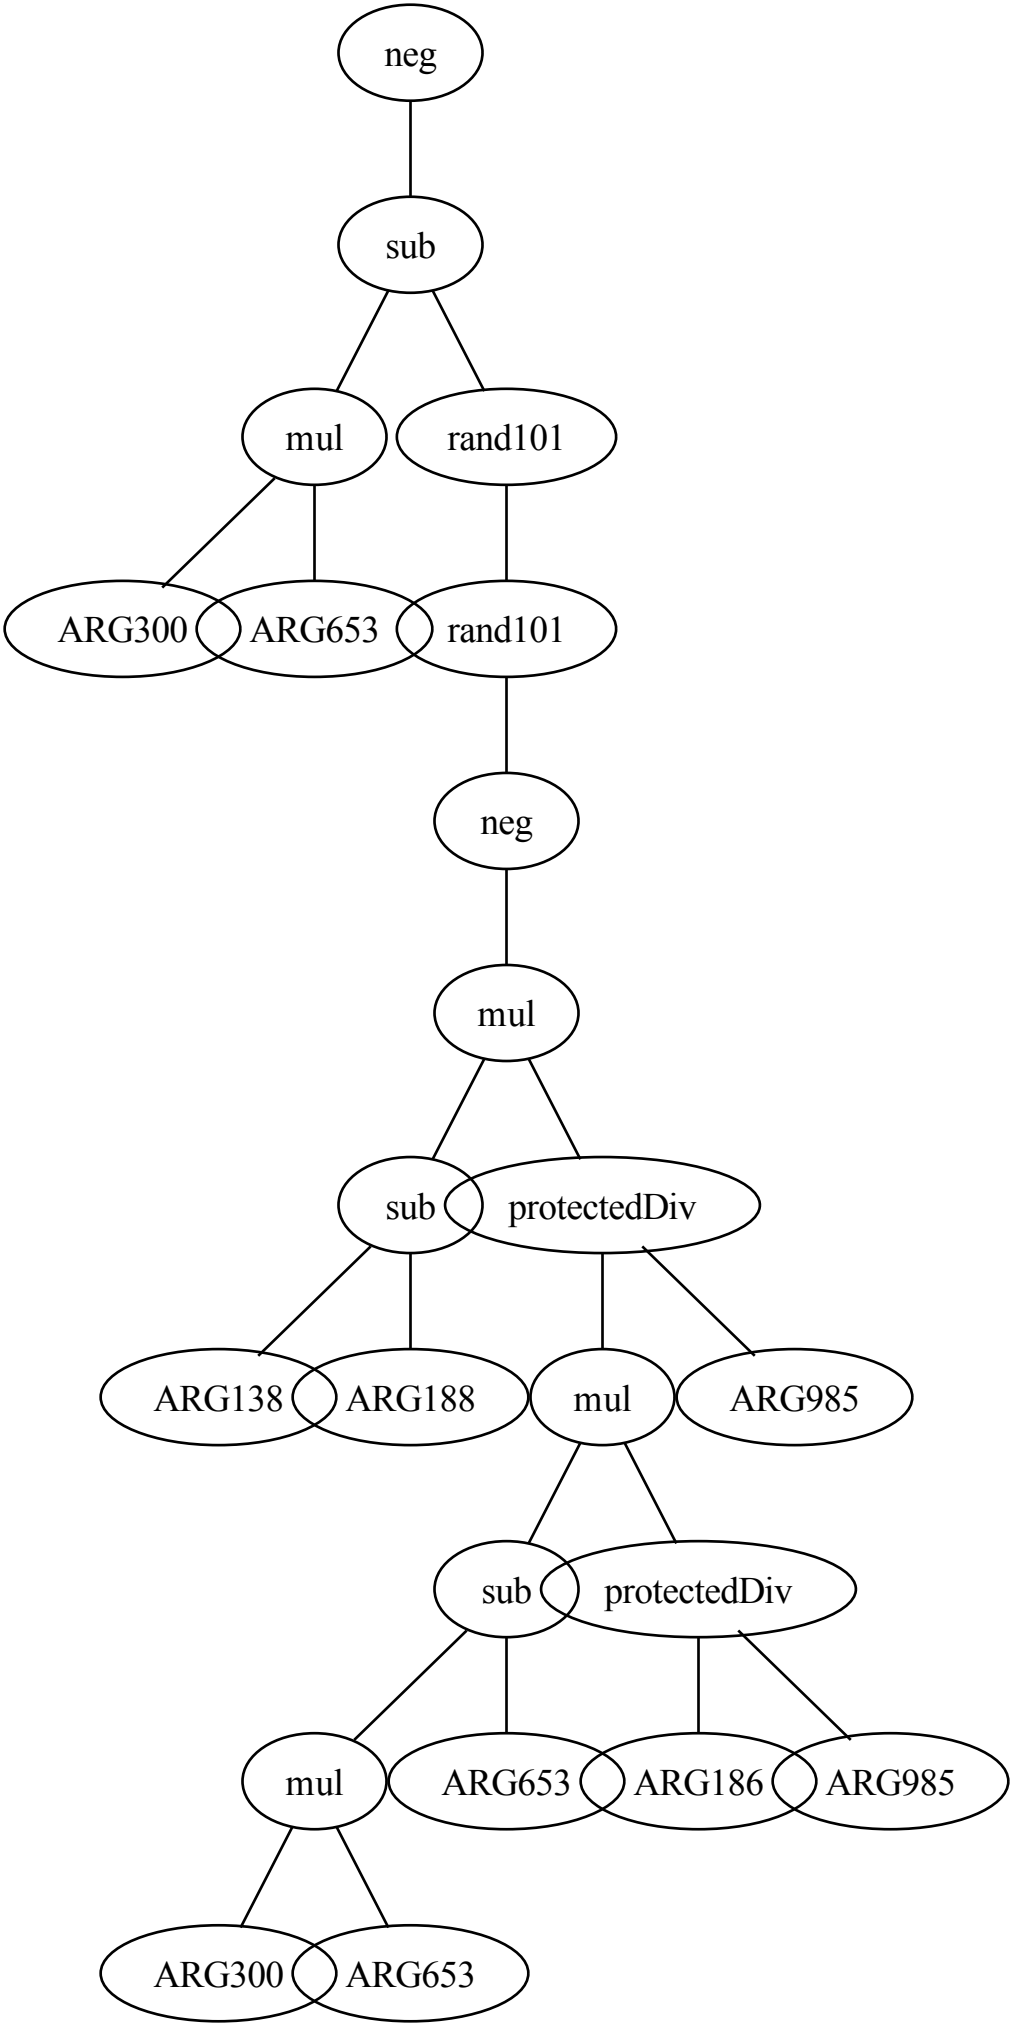 neg
sub
mul rand101
ARG300 ARG653 rand101
neg
mul
sub protectedDiv
ARG138 ARG188 mul ARG985
sub protectedDiv
mul ARG653 ARG186 ARG985
ARG300 ARG653